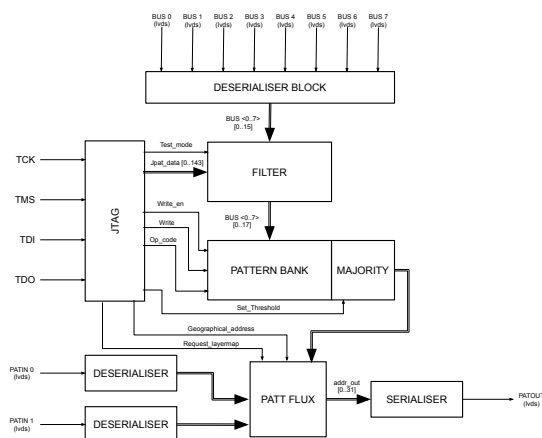 BUS 0 BUS 1 BUS 2 BUS 3 BUS 4 BUS 5 BUS 6 BUS 7
(lvds) (lvds) (lvds) (lvds) (lvds) (lvds) (lvds) (lvds)
DESERIALISER BLOCK
BUS <0..7>
[0..15]
Test_mode
TCK
Jpat_data [0..143]
FILTER
TMS
Write_en
BUS <0..7>
[0..17]
JTAG
Write
TDI
Op_code
PATTERN BANK
MAJORITY
TDO
Set_Threshold
Geographical_address
Request_layermap
PATIN 0
(lvds)
DESERIALISER
PATT FLUX
addr_out
[0..31]
SERIALISER
PATOUT
(lvds)
PATIN 1
(lvds)
DESERIALISER